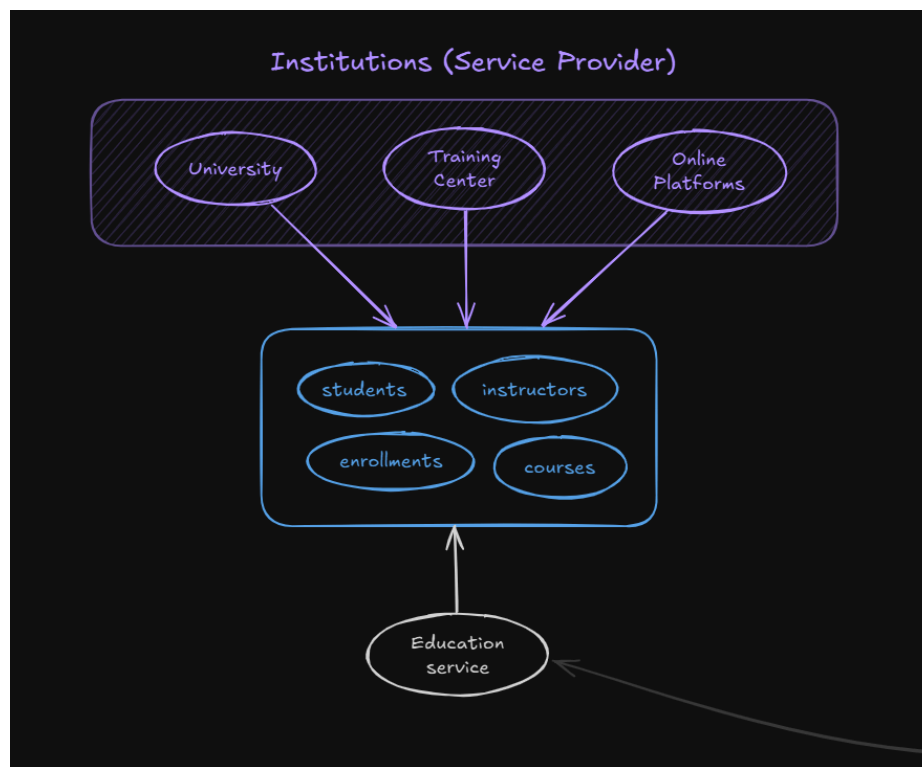 Institutions (Service Provider)
University
Training
Center
Online
Platforms
students
instructors
enrollments
courses
Education
service